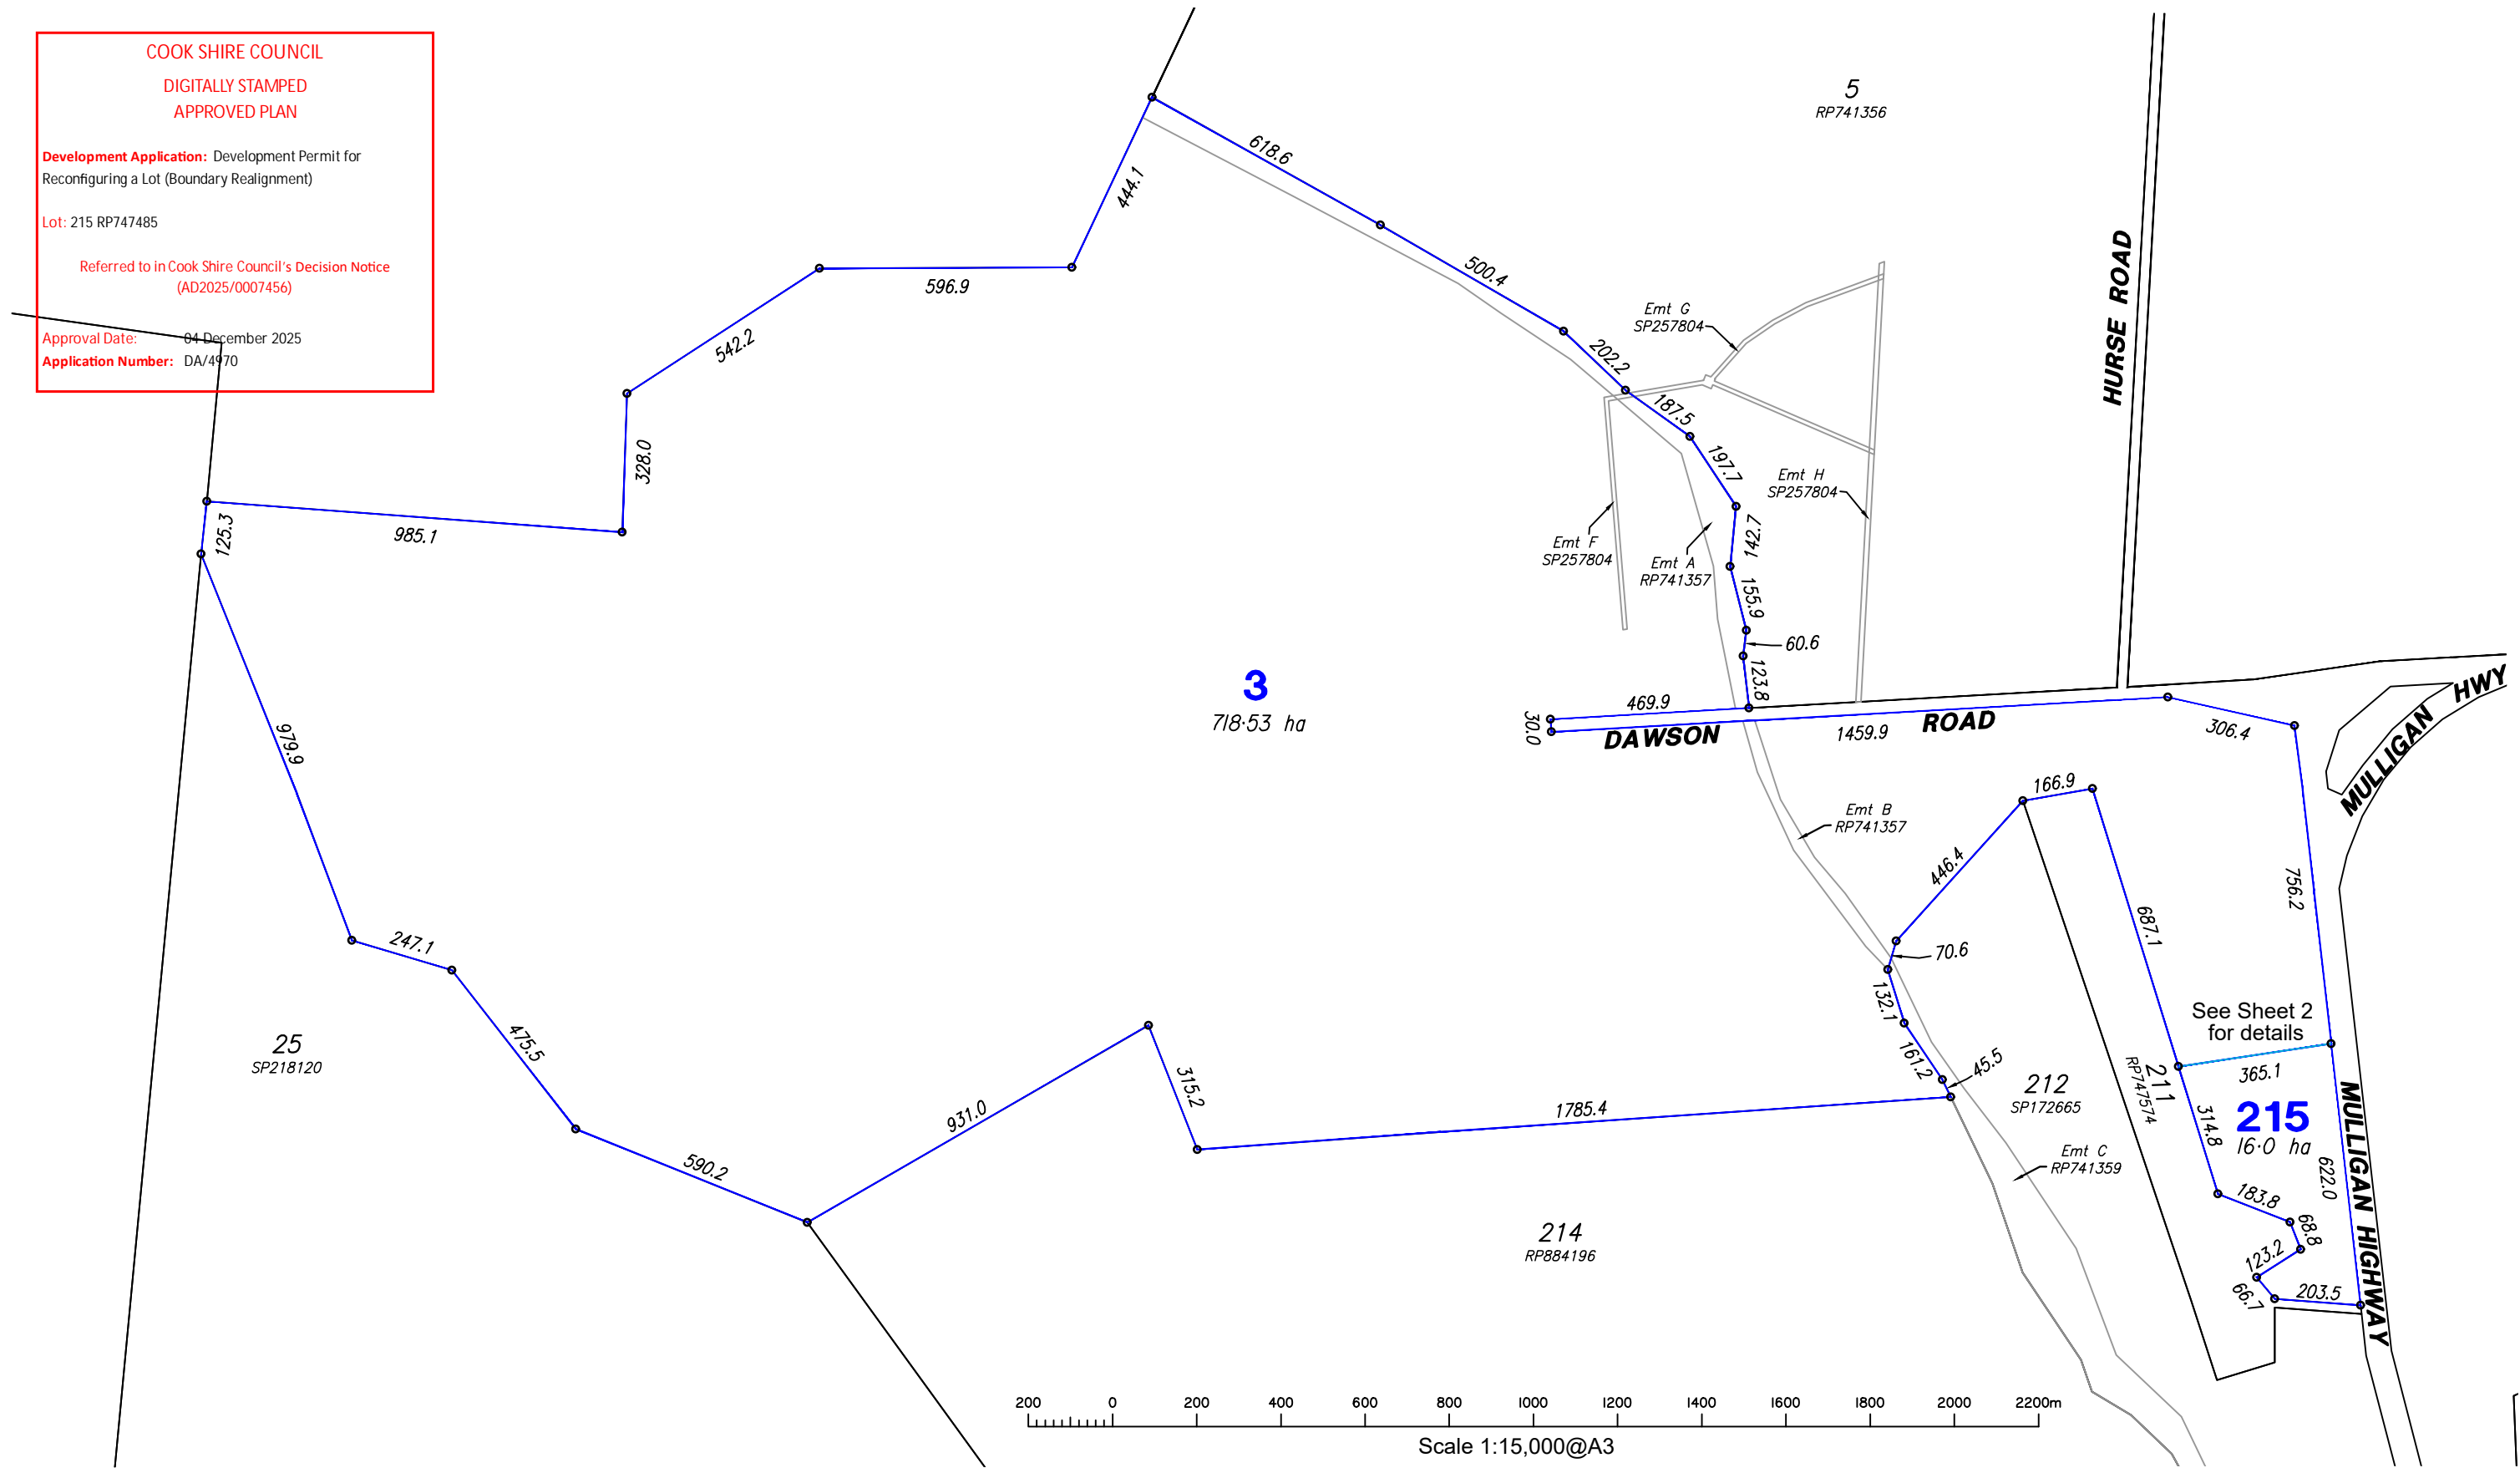 COOK SHIRE COUNCIL
DIGITALLY STAMPED
APPROVED PLAN
Development Application: Development Permit for
Reconfiguring a Lot (Boundary Realignment)
Lot: 215 RP747485
Referred to in Cook Shire Council's Decision Notice
(AD2025/0007456)
Approval Date: 04 December 2025
Application Number: DA/4970
5
RP741356
618.6
444.1
596.9
500.4
542.2
202.2
Emt G
SP257804
HURSE ROAD
328.0
187.5
197.7
Emt H
SP257804
985.1
125.3
142.7
Emt F
SP257804
Emt A
RP741357
155.9
60.6
123.8
3
718·53 ha
469.9
30.0
DAWSON
ROAD
1459.9
306.4
MULLIGAN HWY
979.9
166.9
Emt B
RP741357
446.4
756.2
687.1
247.1
70.6
132.1
See Sheet 2
for details
475.5
25
SP218120
161.2
45.5
365.1
315.2
931.0
1785.4
212
SP172665
211
RP747574
314.8
215
16·0 ha
622.0
MULLIGAN HIGHWAY
590.2
Emt C
RP741359
183.8
68.8
123.2
66.7
203.5
214
RP884196
200 0 200 400 600 800 1000 1200 1400 1600 1800 2000 2200m
Scale 1:15,000@A3